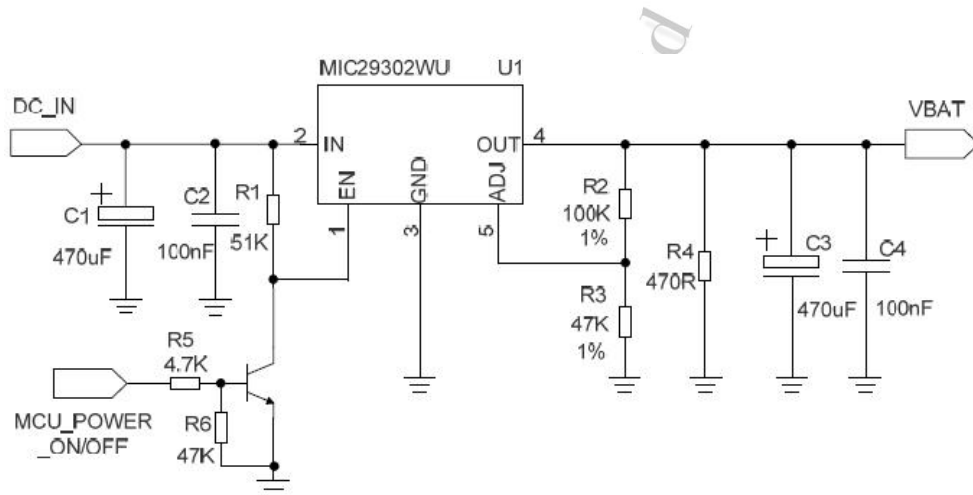 d
MIC29302WU U1
DC_IN
VBAT
2 IN
OUT 4
EN
GND
ADJ
1
3
5
+
C1
470uF
C2
100nF
R1
51K
R2
100K
1%
R3
47K
1%
R4
470R
+
C3
470uF
C4
100nF
R5
4.7K
R6
47K
MCU_POWER
_ON/OFF